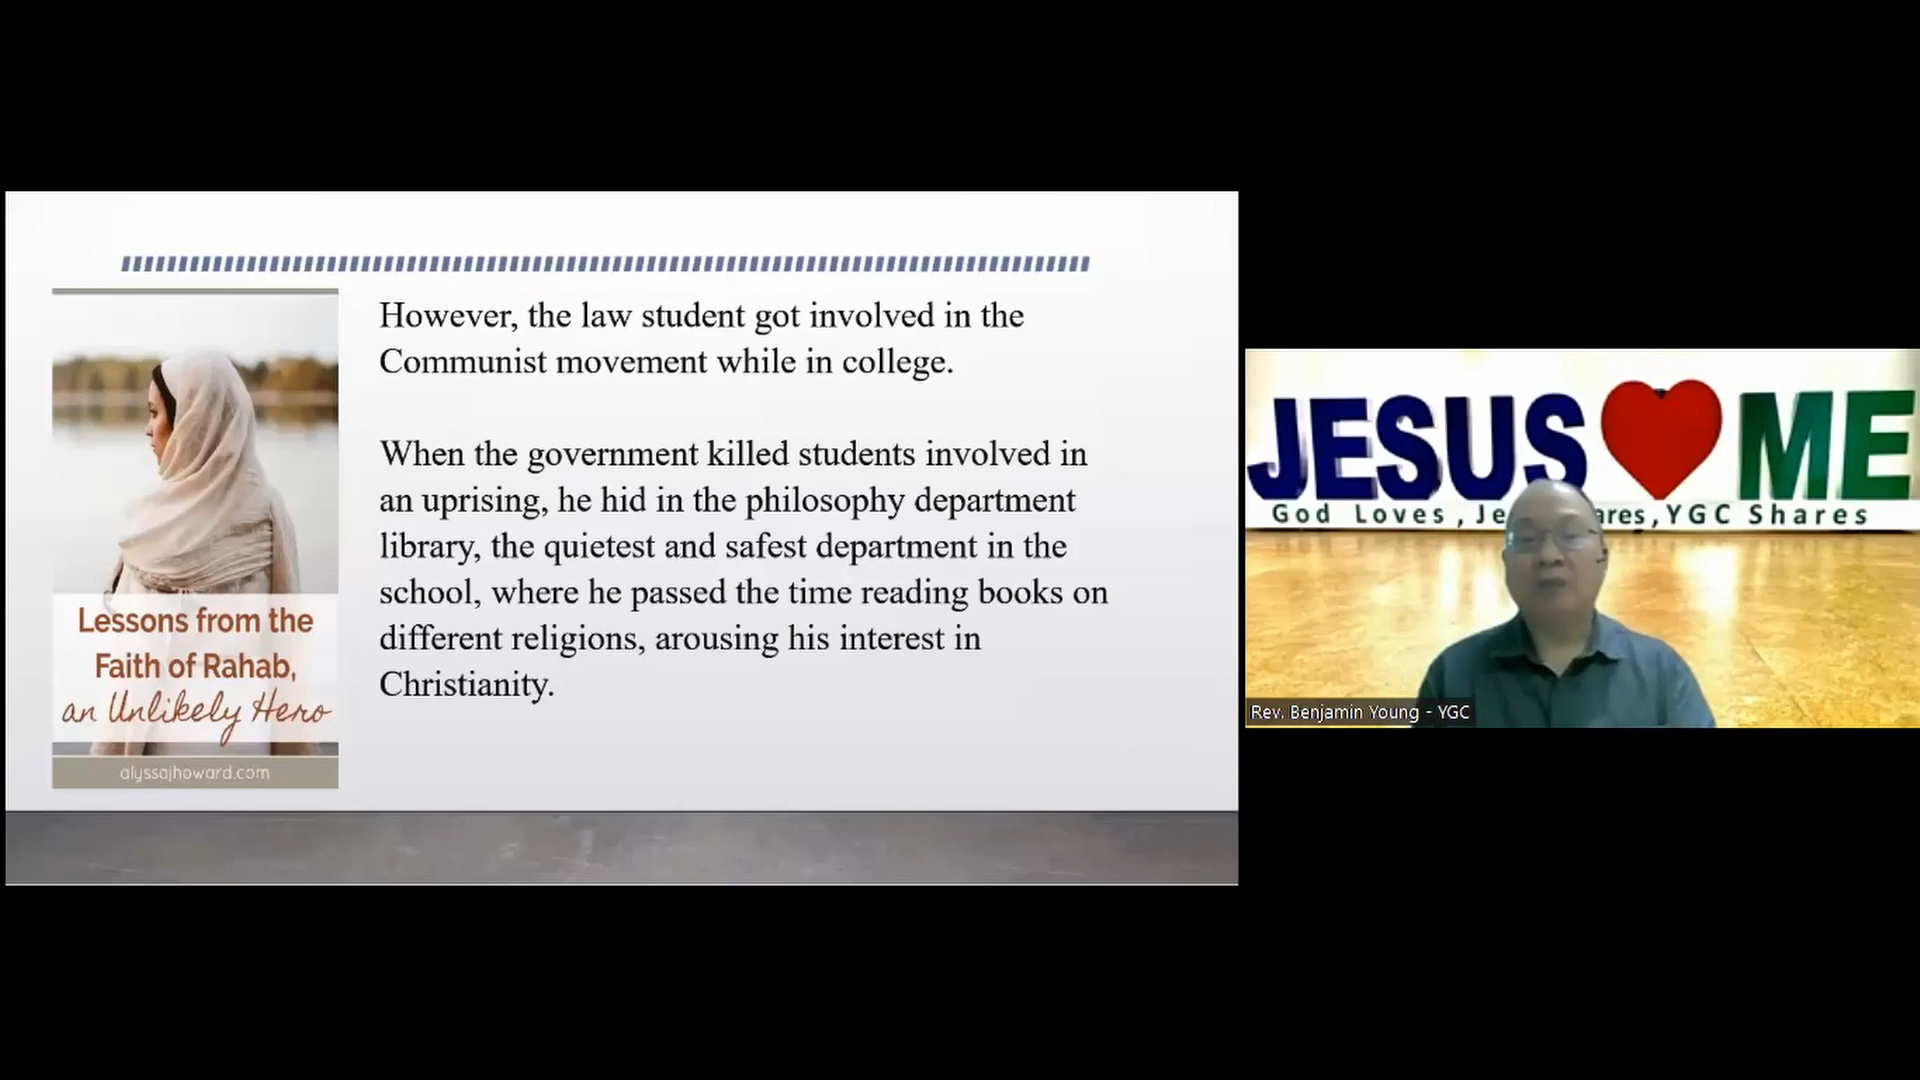 However, the law student got involved in the
Communist movement while in college.
When the government killed students involved in
an uprising, he hid in the philosophy department
library, the quietest and safest department in the
school, where he passed the time reading books on
different religions, arousing his interest in
Christianity.
Lessons from the
Faith of Rahab,
an Unlikely Hero
alyssajhoward.com
JESUS ME
God Loves, Je ares, YGC Shares
Rev. Benjamin Young - YGC